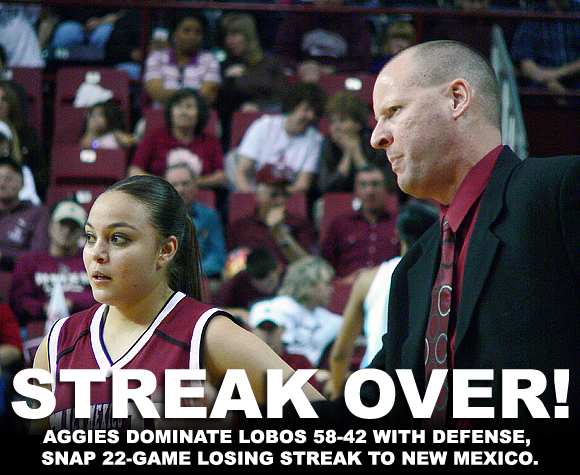 STREAK OVER!
AGGIES DOMINATE LOBOS 58-42 WITH DEFENSE,
SNAP 22-GAME LOSING STREAK TO NEW MEXICO.